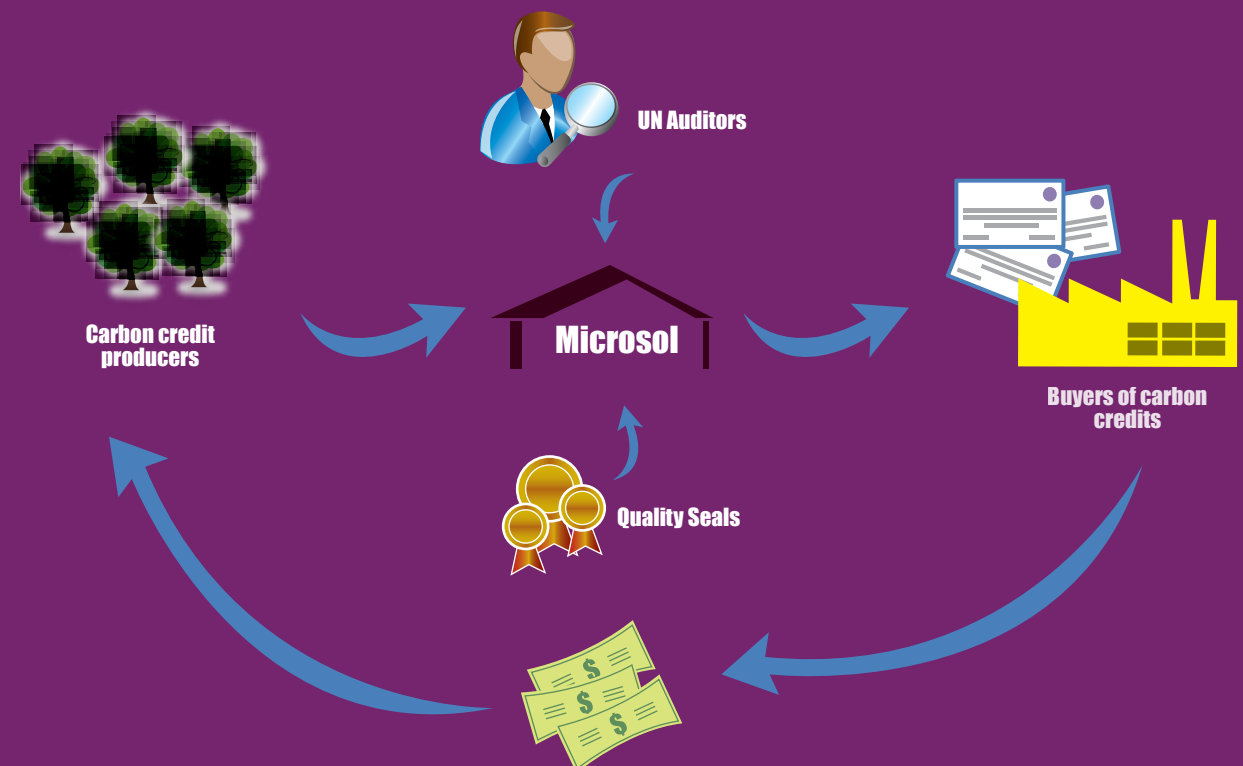 UN Auditors
Carbon credit
producers
Microsol
Buyers of carbon
credits
Quality Seals
$
$
$